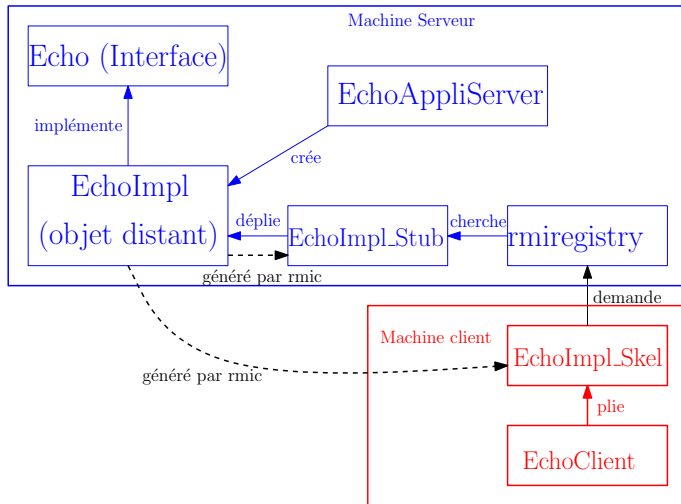 Machine Serveur
Echo (Interface)
EchoAppliServer
implémente
crée
EchoImpl
(objet distant)
déplie
EchoImpl_Stub
cherche
rmiregistry
généré par rmic
demande
Machine client
EchoImpl_Skel
généré par rmic
plie
EchoClient